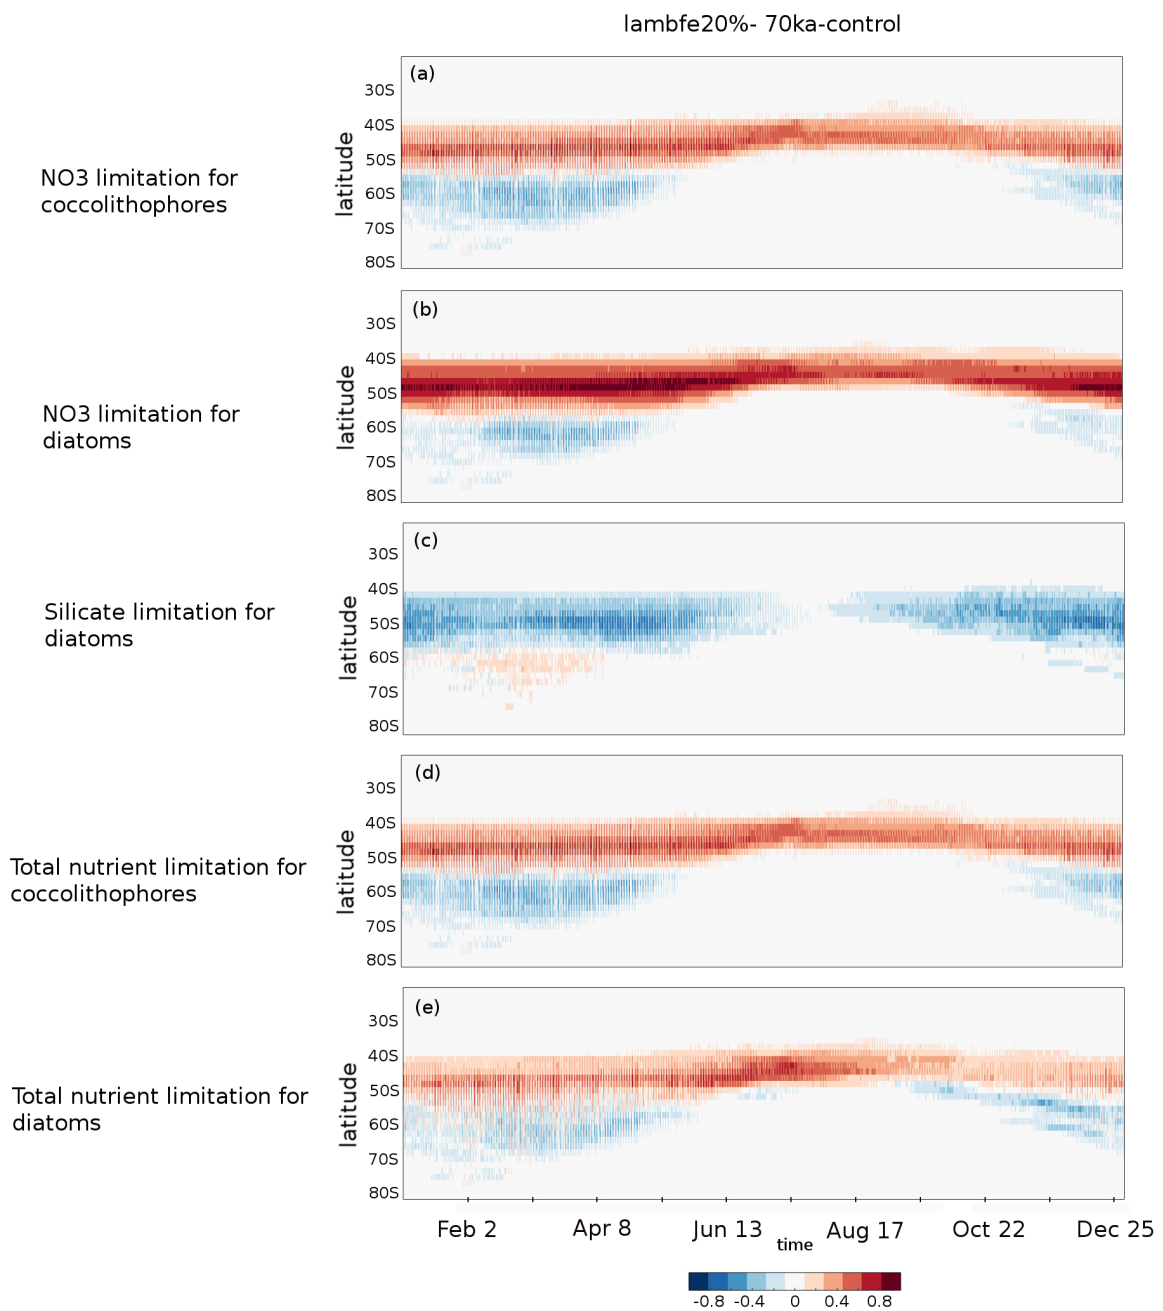 lambfe20%- 70ka-control
(a)
30S
40S
50S
60S
70S
80S
latitude
NO3 limitation for
coccolithophores
(b)
30S
40S
50S
60S
70S
80S
latitude
NO3 limitation for
diatoms
(c)
30S
40S
50S
60S
70S
80S
latitude
Silicate limitation for
diatoms
(d)
30S
40S
50S
60S
70S
80S
latitude
Total nutrient limitation for
coccolithophores
(e)
30S
40S
50S
60S
70S
80S
latitude
Total nutrient limitation for
diatoms
Feb 2 Apr 8 Jun 13 Aug 17 Oct 22 Dec 25
time
-0.8 -0.4 0 0.4 0.8